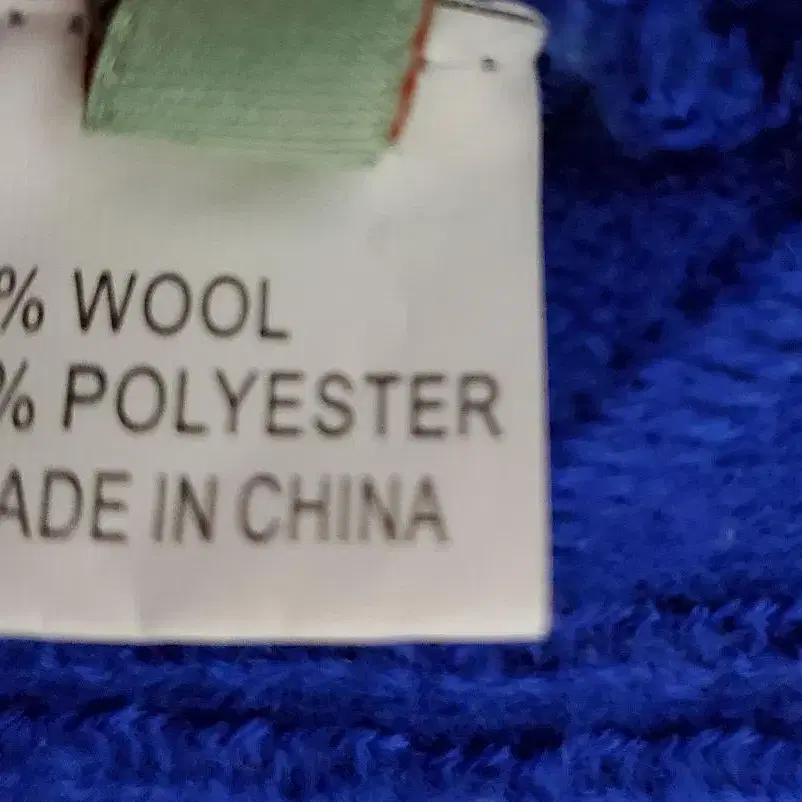 % WOOL
% POLYESTER
ADE IN CHINA